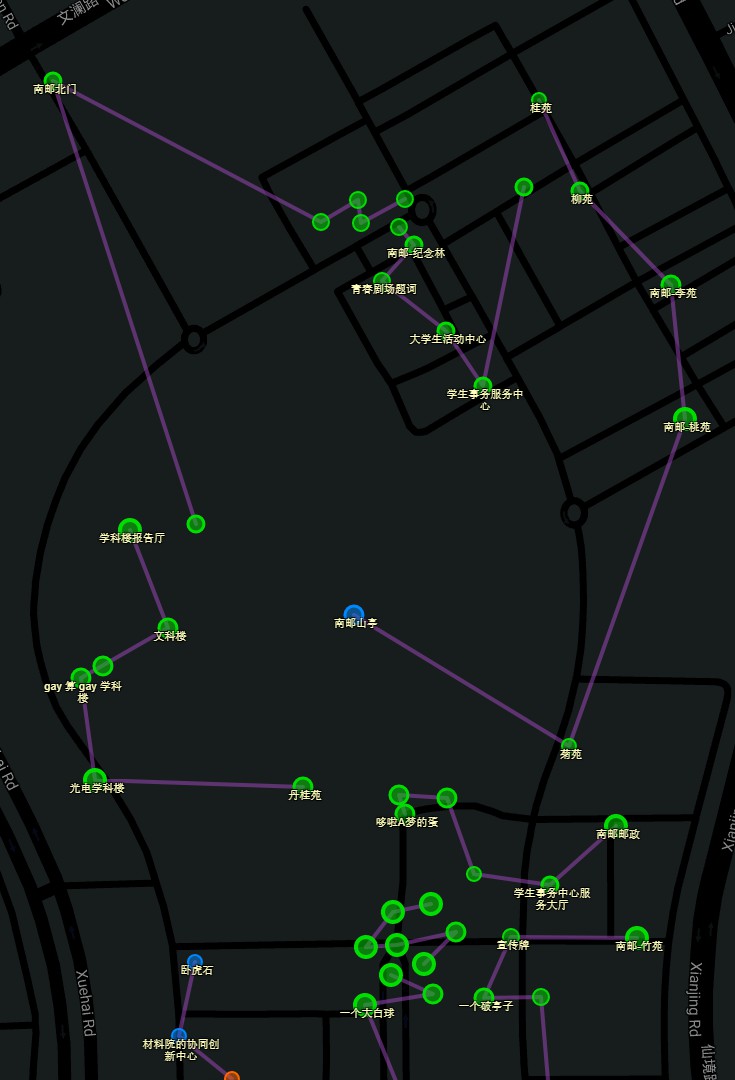 文澜路
南邮北门
桂苑
柳苑
南邮-纪念林
青春剧场题词
南邮-李苑
大学生活动中心
学生事务服务中
心
南邮-桃苑
学科楼报告厅
南邮山亭
文科楼
gay 算 gay 学科
楼
菊苑
光电学科楼
丹桂苑
哆啦A梦的蛋
南邮邮政
学生事务中心服
务大厅
宣传牌
南邮-竹苑
卧虎石
一个破亭子
一个大白球
材料院的协同创
新中心
Xuehai Rd
Xianjing Rd
仙境路